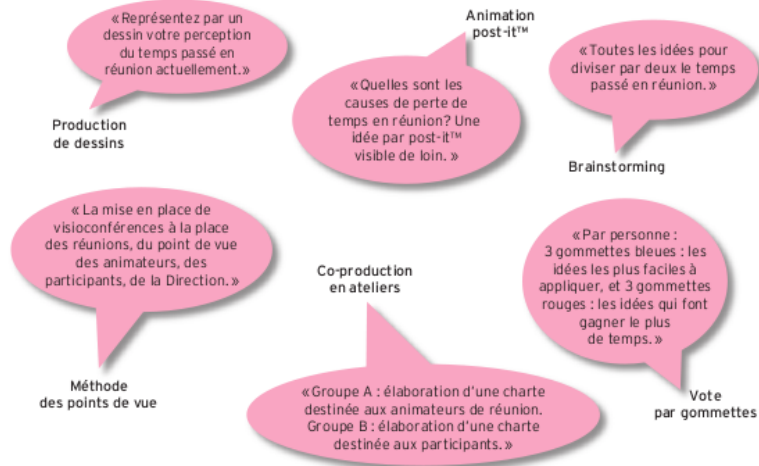 « Représentez par un
dessin votre perception
du temps passé en
réunion actuellement. »
Production
de dessins
Animation
post-it™
« Quelles sont les
causes de perte de
temps en réunion? Une
idée par post-it™
visible de loin. »
« Toutes les idées pour
diviser par deux le temps
passé en réunion. »
Brainstorming
« La mise en place de
visioconférences à la place
des réunions, du point de vue
des animateurs, des
participants, de la Direction. »
Méthode
des points de vue
Co-production
en ateliers
« Groupe A : élaboration d'une charte
destinée aux animateurs de réunion.
Groupe B : élaboration d'une charte
destinée aux participants. »
« Par personne :
3 gommettes bleues : les
idées les plus faciles à
appliquer, et 3 gommettes
rouges : les idées qui font
gagner le plus
de temps. »
Vote
par gommettes